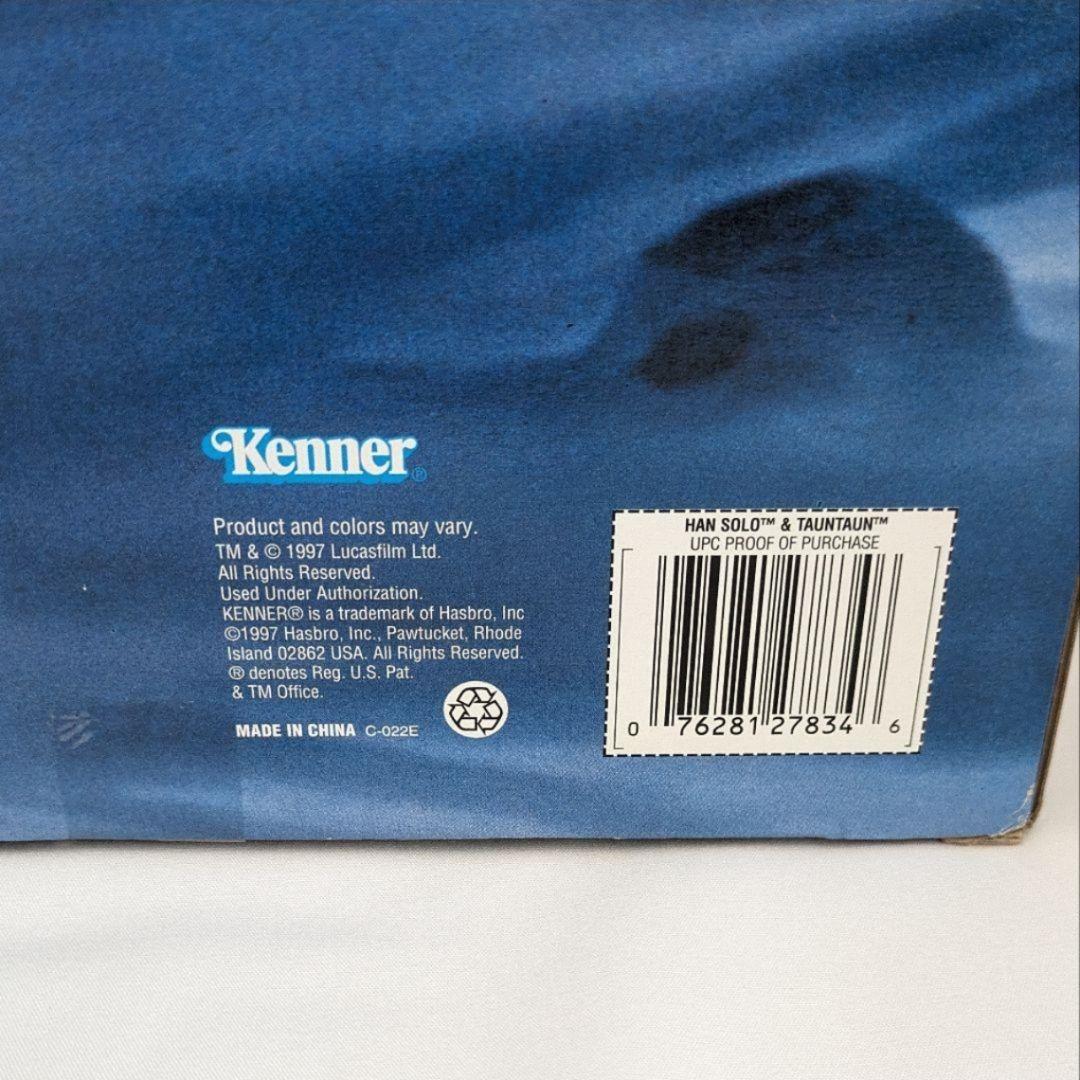 Kenner®
Product and colors may vary.
TM & © 1997 Lucasfilm Ltd.
All Rights Reserved.
Used Under Authorization.
KENNER® is a trademark of Hasbro, Inc
©1997 Hasbro, Inc., Pawtucket, Rhode
Island 02862 USA. All Rights Reserved.
® denotes Reg. U.S. Pat.
& TM Office.
MADE IN CHINA C-022E
HAN SOLO™ & TAUNTAUN™
UPC PROOF OF PURCHASE
0 76281 27834 6